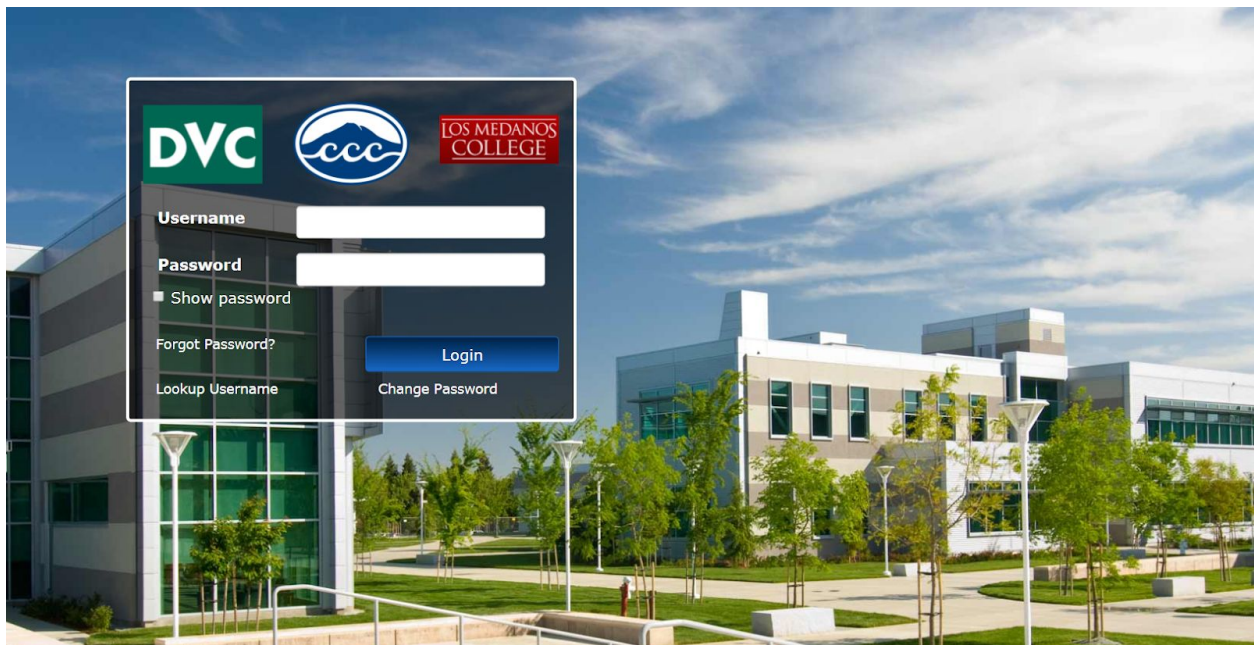 DVC
ccc
LOS MEDANOS
COLLEGE
Username
Password
Show password
Forgot Password?
Login
Lookup Username
Change Password